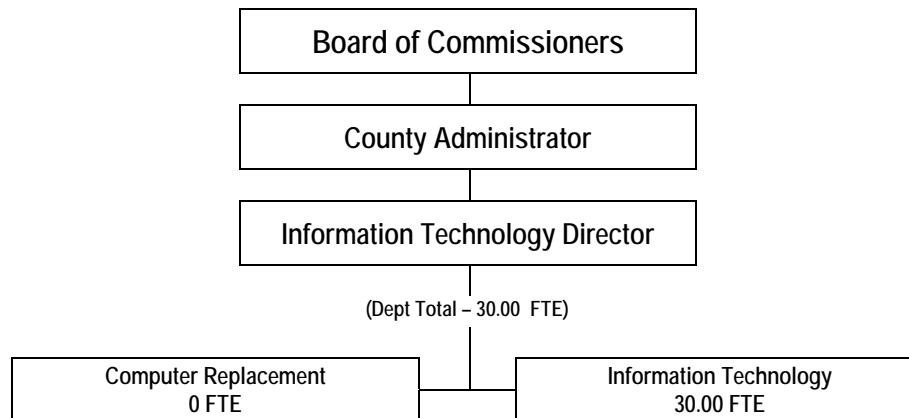 Board of Commissioners
County Administrator
Information Technology Director
(Dept Total – 30.00 FTE)
Computer Replacement
0 FTE
Information Technology
30.00 FTE